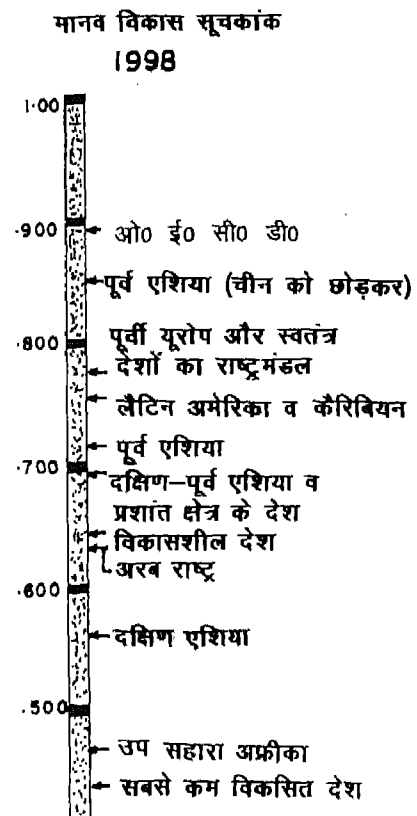 मानव विकास सूचकांक
1998
1.00
.900
ओ0 ई0 सी0 डी0
पूर्व एशिया (चीन को छोड़कर)
.800
पूर्वी यूरोप और स्वतंत्र
देशों का राष्ट्रमंडल
लैटिन अमेरिका व कैरिबियन
पूर्व एशिया
.700
दक्षिण-पूर्व एशिया व
प्रशांत क्षेत्र के देश
विकासशील देश
अरब राष्ट्र
.600
दक्षिण एशिया
.500
उप सहारा अफ्रीका
सबसे कम विकसित देश